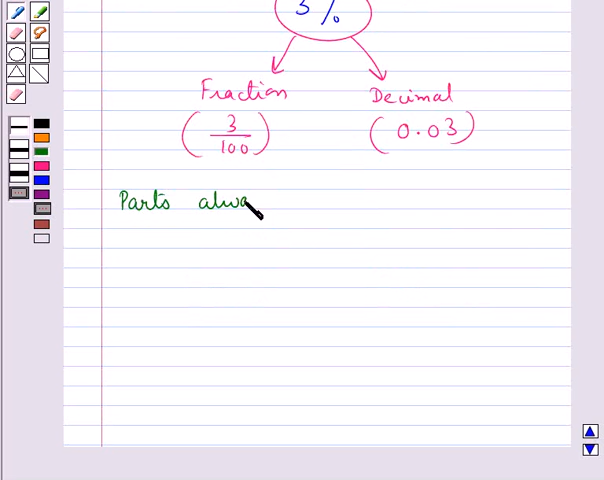 3 %
Fraction Decimal
( 3/100 ) ( 0.03 )
Parts alwa